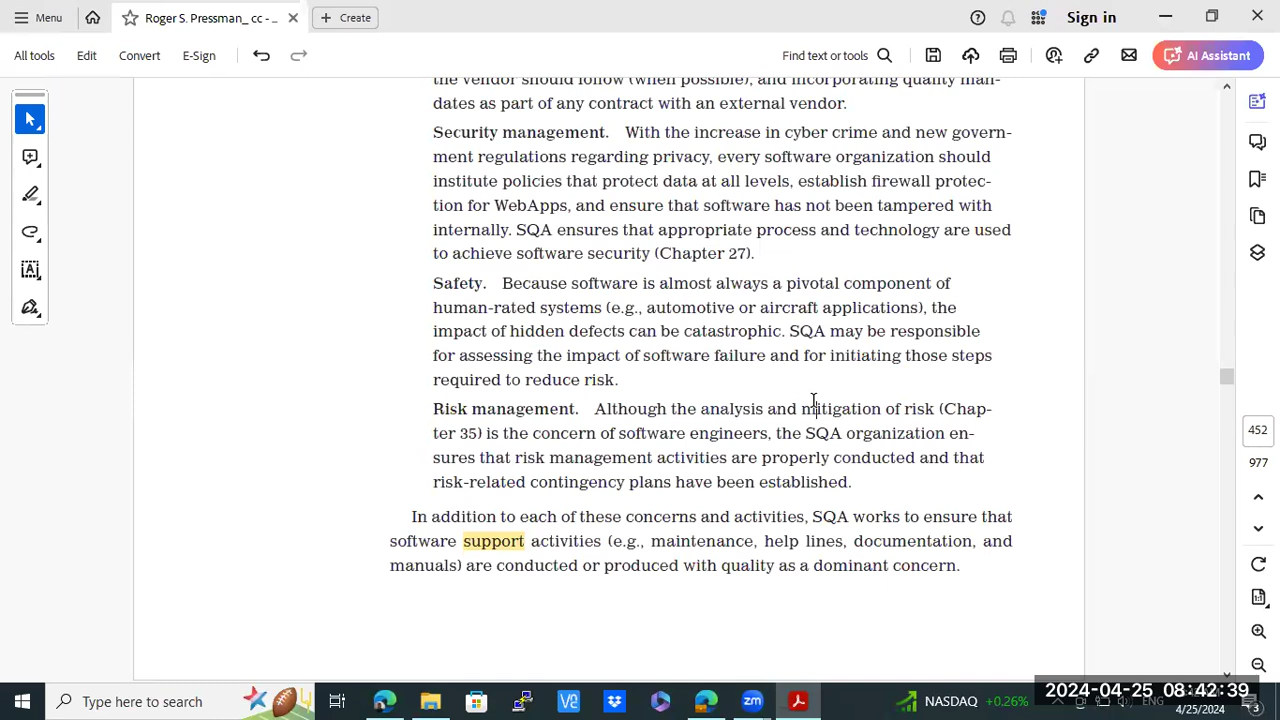 Menu
Roger S. Pressman_ cc - ...
Create
Sign in
All tools
Edit
Convert
E-Sign
Find text or tools
AI Assistant
the vendor should follow (when possible), and incorporating quality man-
dates as part of any contract with an external vendor.
Security management. With the increase in cyber crime and new govern-
ment regulations regarding privacy, every software organization should
institute policies that protect data at all levels, establish firewall protec-
tion for WebApps, and ensure that software has not been tampered with
internally. SQA ensures that appropriate process and technology are used
to achieve software security (Chapter 27).
Safety. Because software is almost always a pivotal component of
human-rated systems (e.g., automotive or aircraft applications), the
impact of hidden defects can be catastrophic. SQA may be responsible
for assessing the impact of software failure and for initiating those steps
required to reduce risk.
Risk management. Although the analysis and mitigation of risk (Chap-
ter 35) is the concern of software engineers, the SQA organization en-
sures that risk management activities are properly conducted and that
risk-related contingency plans have been established.
In addition to each of these concerns and activities, SQA works to ensure that
software support activities (e.g., maintenance, help lines, documentation, and
manuals) are conducted or produced with quality as a dominant concern.
452
977
Type here to search
zm
NASDAQ +0.26%
ENG
2024-04-25 08:42:39
4/25/2024
3